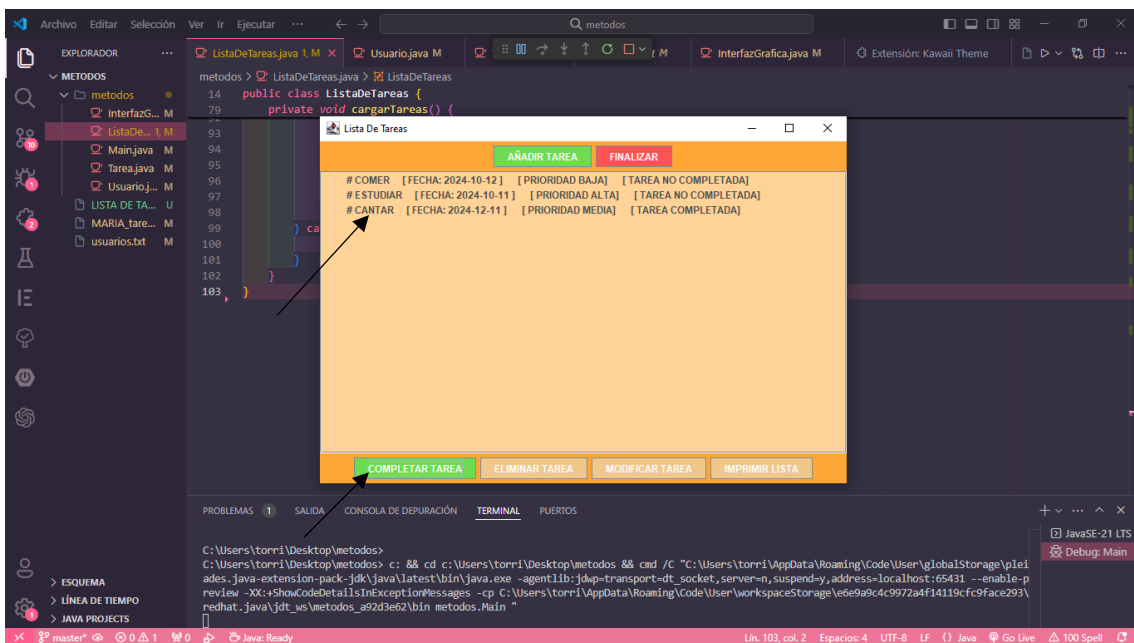 Archivo Editar Selección Ver Ir Ejecutar ··· metodos
EXPLORADOR ···
METODOS
metodos
InterfazG... M
ListaDe... 1, M
Main.java M
Tarea.java M
Usuario.j... M
LISTA DE TA... U
MARIA_tare... M
usuarios.txt M
ESQUEMA
LÍNEA DE TIEMPO
JAVA PROJECTS
ListaDeTareas.java 1, M Usuario.java M t M InterfazGrafica.java M Extensión: Kawaii Theme
metodos > ListaDeTareas.java > ListaDeTareas
14 public class ListaDeTareas {
79 private void cargarTareas() {
93
94
95
96
97
98
99 } ca
100
101 }
102 }
103 }
Lista De Tareas
AÑADIR TAREA FINALIZAR
# COMER [ FECHA: 2024-10-12 ] [ PRIORIDAD BAJA] [ TAREA NO COMPLETADA]
# ESTUDIAR [ FECHA: 2024-10-11 ] [ PRIORIDAD ALTA] [ TAREA NO COMPLETADA]
# CANTAR [ FECHA: 2024-12-11 ] [ PRIORIDAD MEDIA] [ TAREA COMPLETADA]
COMPLETAR TAREA ELIMINAR TAREA MODIFICAR TAREA IMPRIMIR LISTA
PROBLEMAS 1 SALIDA CONSOLA DE DEPURACIÓN TERMINAL PUERTOS
JavaSE-21 LTS
Debug: Main
C:\Users\torri\Desktop\metodos>
C:\Users\torri\Desktop\metodos> c: && cd c:\Users\torri\Desktop\metodos && cmd /C "C:\Users\torri\AppData\Roaming\Code\User\globalStorage\plei
ades.java-extension-pack-jdk\java\latest\bin\java.exe -agentlib:jdwp=transport=dt_socket,server=n,suspend=y,address=localhost:65431 --enable-p
review -XX:+ShowCodeDetailsInExceptionMessages -cp C:\Users\torri\AppData\Roaming\Code\User\workspaceStorage\e6e9a9c4c9972a4f14119cfc9face293\
redhat.java\jdt_ws\metodos_a92d3e62\bin metodos.Main "
master* 0 1 0 Java: Ready Lín. 103, col. 2 Espacios: 4 UTF-8 LF {} Java Go Live 100 Spell